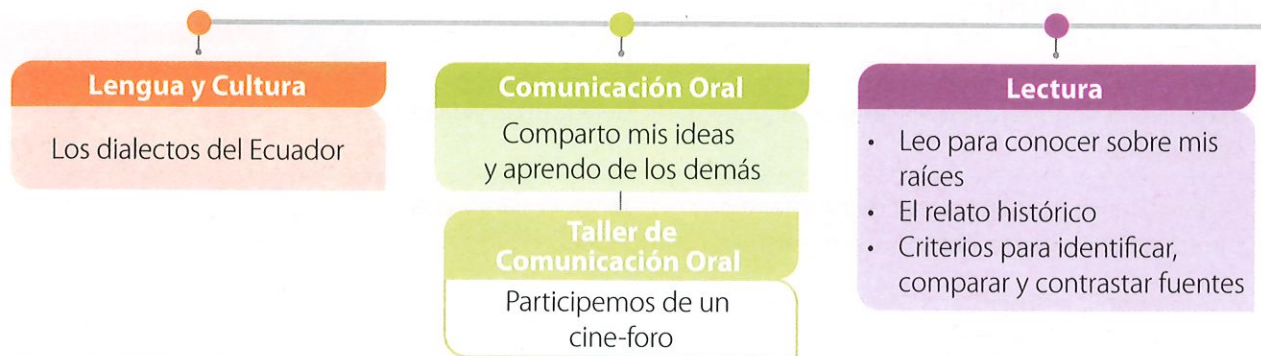 Lengua y Cultura
Los dialectos del Ecuador
Comunicación Oral
Comparto mis ideas
y aprendo de los demás
Taller de
Comunicación Oral
Participemos de un
cine-foro
Lectura
• Leo para conocer sobre mis
raíces
• El relato histórico
• Criterios para identificar,
comparar y contrastar fuentes